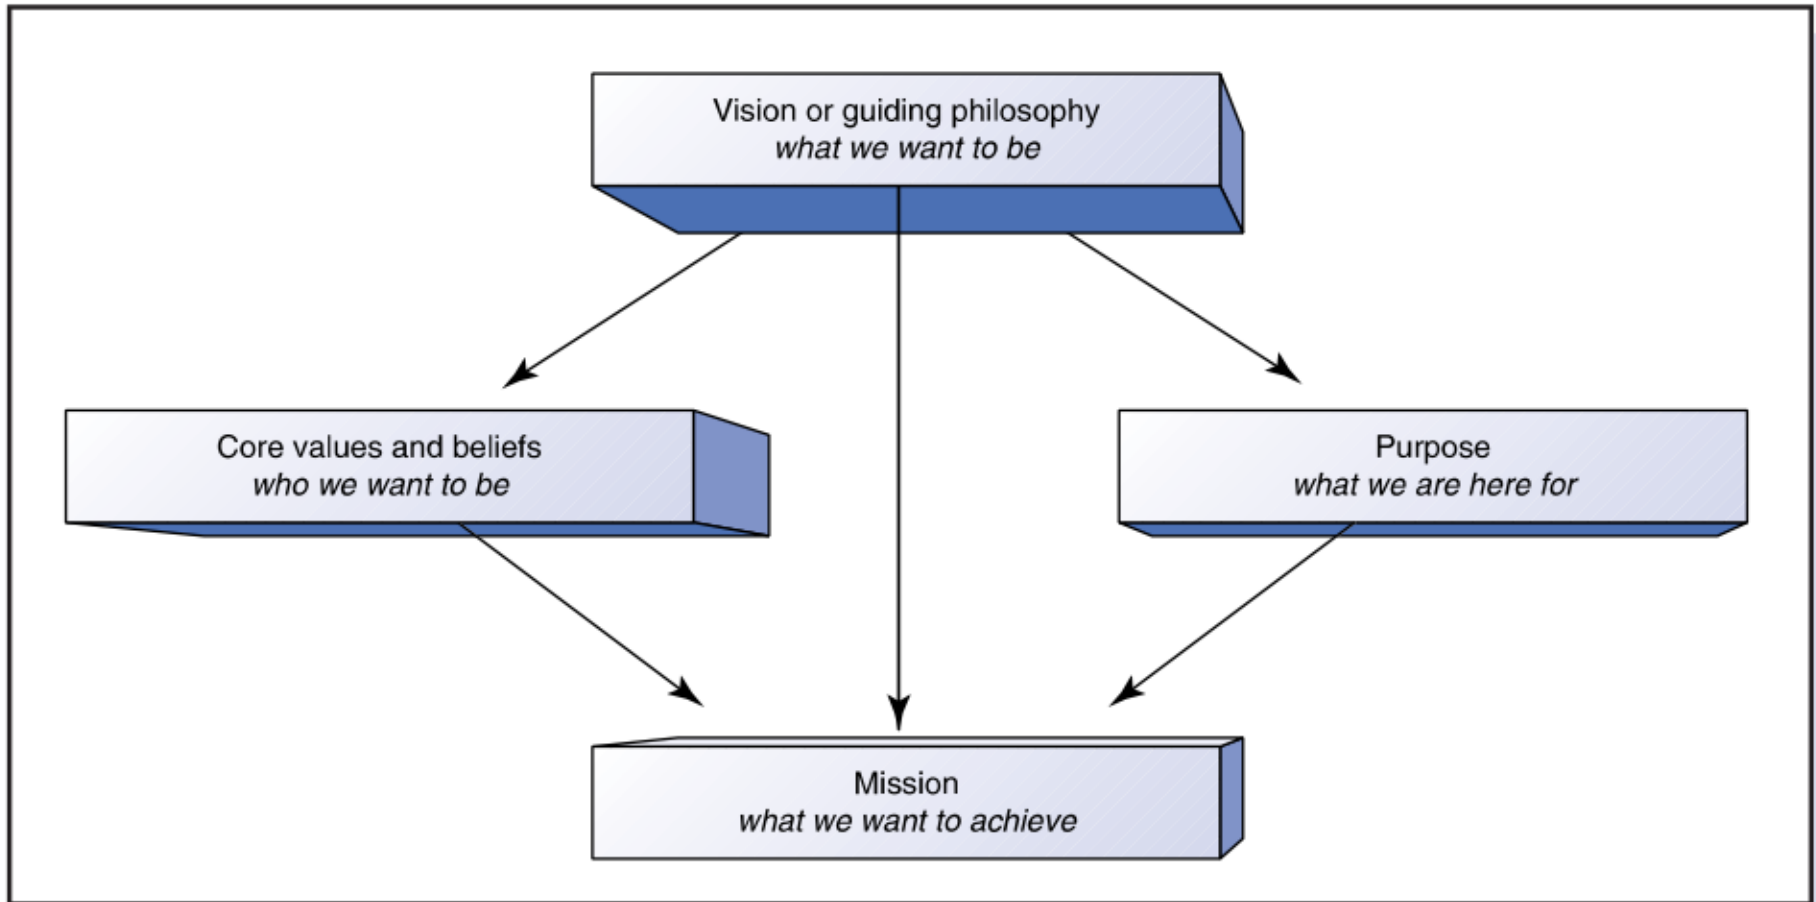 Vision or guiding philosophy
what we want to be
Core values and beliefs
who we want to be
Purpose
what we are here for
Mission
what we want to achieve